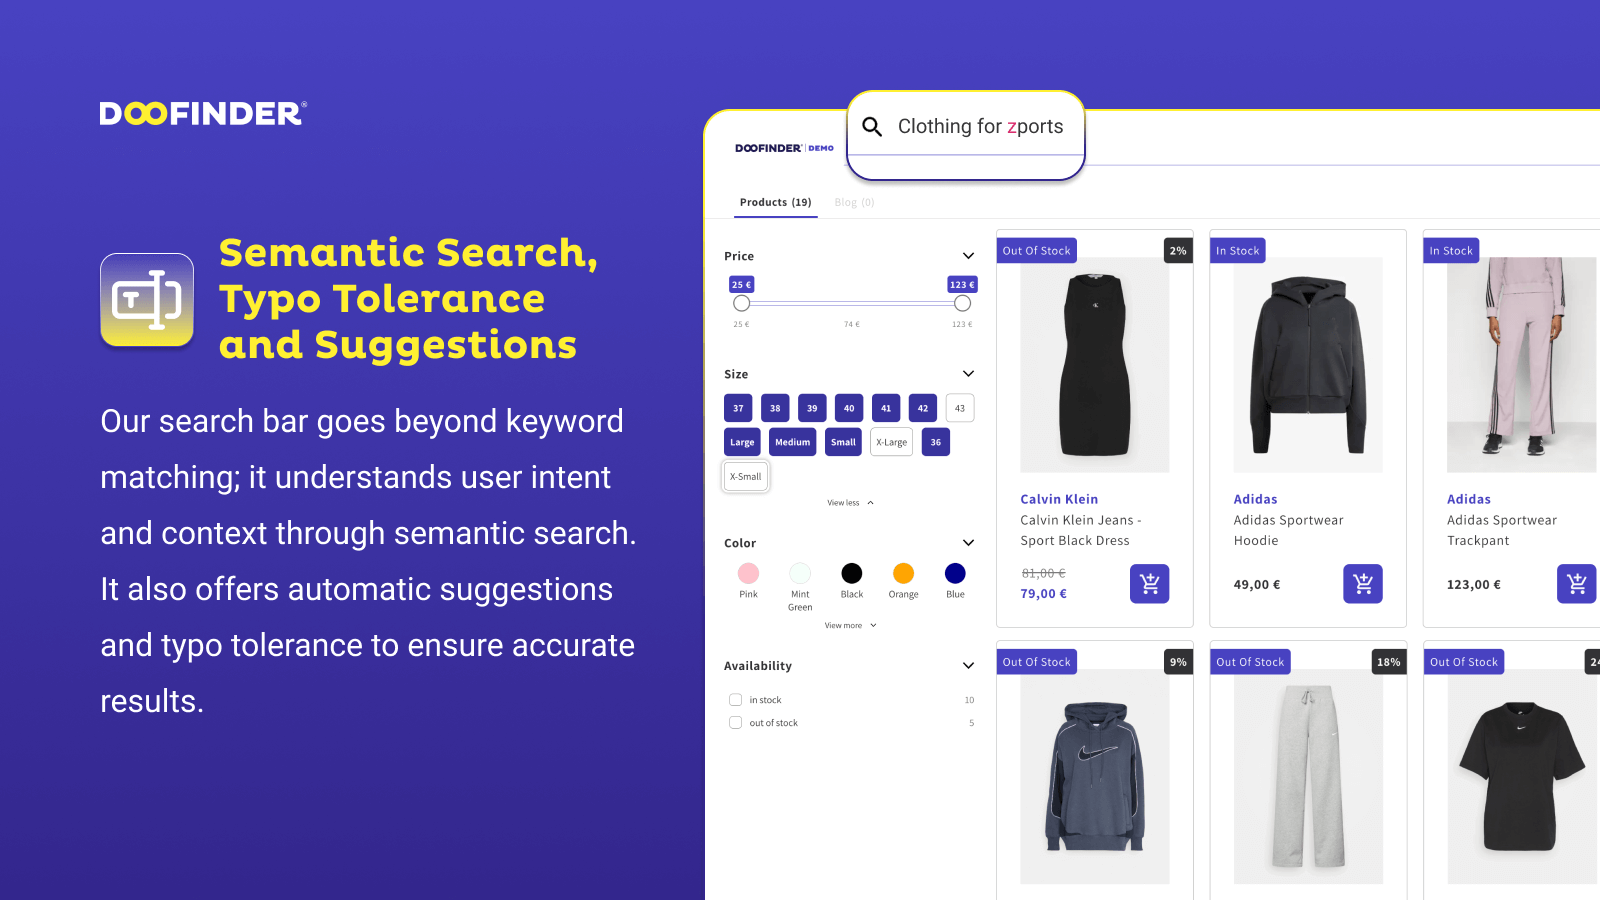 DOOFINDER®
Semantic Search,
Typo Tolerance
and Suggestions
Our search bar goes beyond keyword
matching; it understands user intent
and context through semantic search.
It also offers automatic suggestions
and typo tolerance to ensure accurate
results.
DOOFINDER® | DEMO
Clothing for zports
Products (19)
Blog (0)
Price
25 €
123 €
25 €
74 €
123 €
Size
37 38 39 40 41 42 43
Large Medium Small X-Large 36
X-Small
View less
Color
Pink
Mint
Green
Black
Orange
Blue
View more
Availability
in stock 10
out of stock 5
Out Of Stock
2%
Calvin Klein
Calvin Klein Jeans -
Sport Black Dress
81,00 €
79,00 €
In Stock
Adidas
Adidas Sportwear
Hoodie
49,00 €
In Stock
Adidas
Adidas Sportwear
Trackpant
123,00 €
Out Of Stock
9%
Out Of Stock
18%
Out Of Stock
24